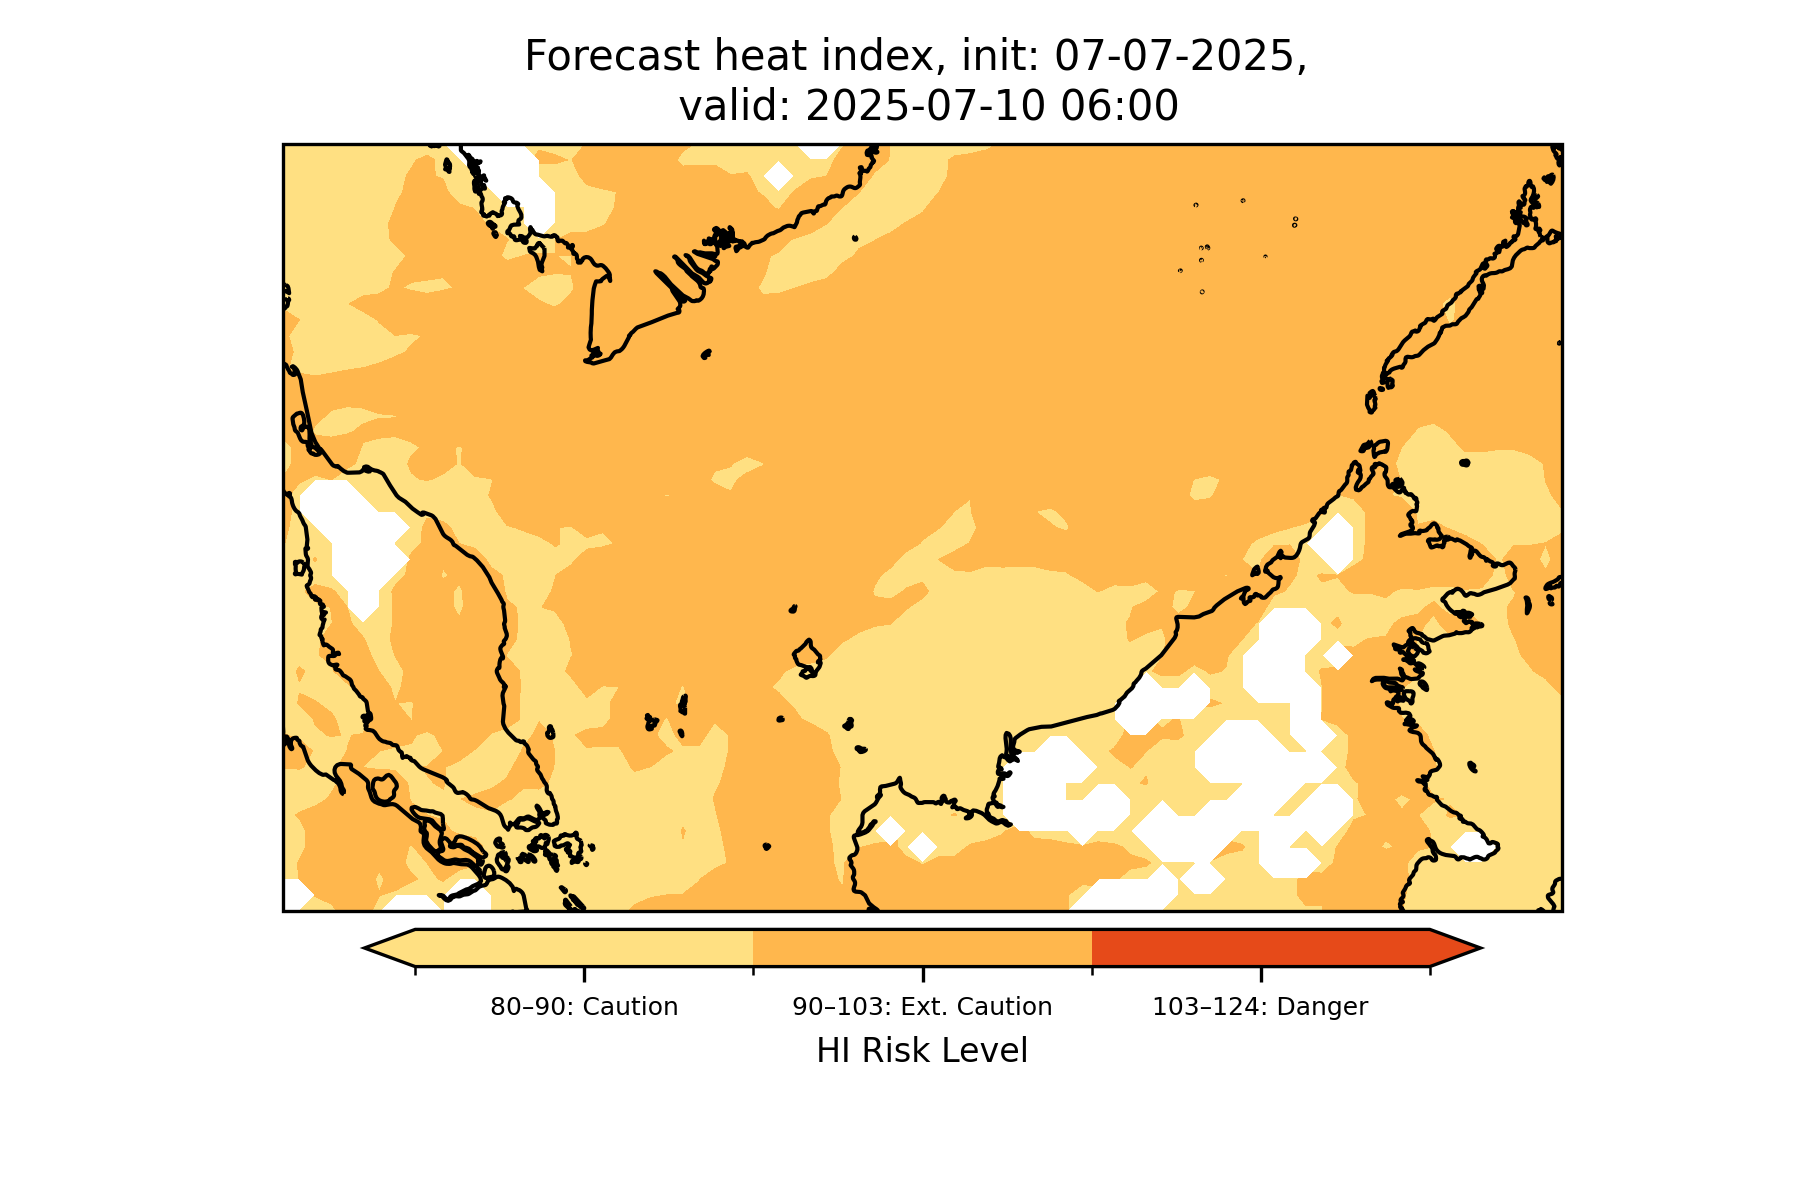 Forecast heat index, init: 07-07-2025,
valid: 2025-07-10 06:00
80–90: Caution
90–103: Ext. Caution
103–124: Danger
HI Risk Level